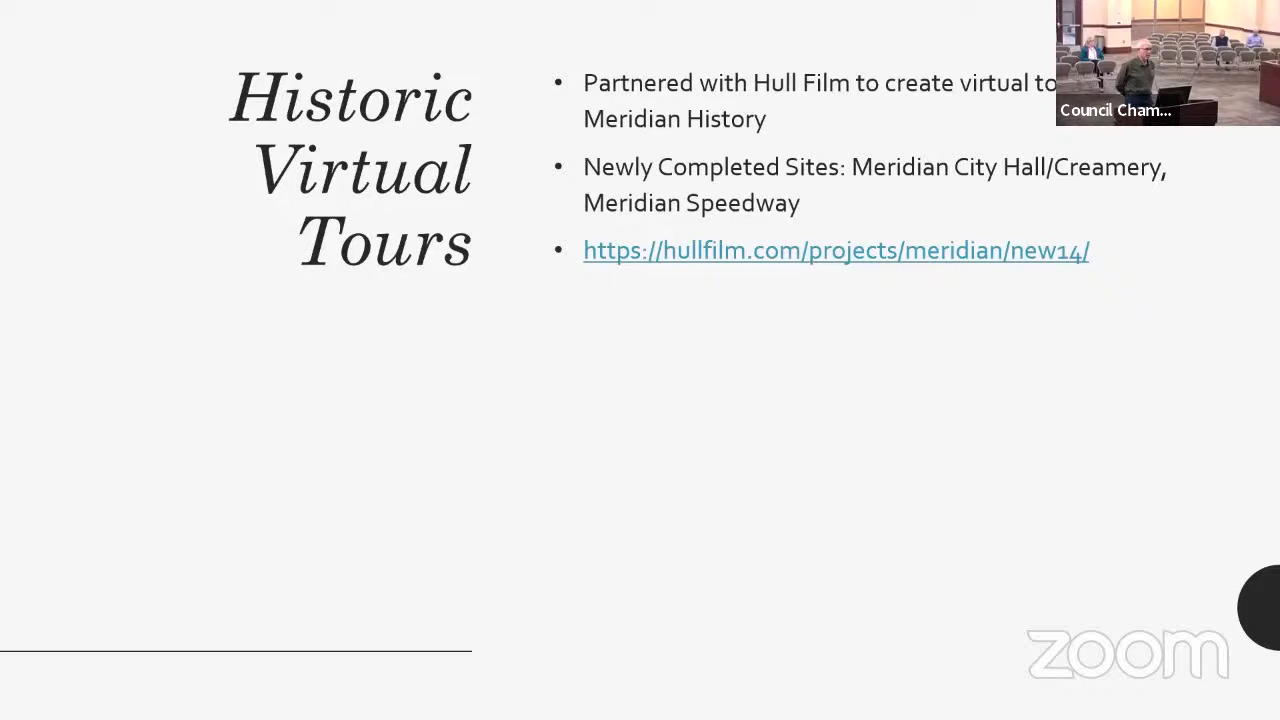 Historic
Virtual
Tours
• Partnered with Hull Film to create virtual
Meridian History
• Newly Completed Sites: Meridian City Hall/Creamery,
Meridian Speedway
• https://hullfilm.com/projects/meridian/new14/
Council Cham...
zoom